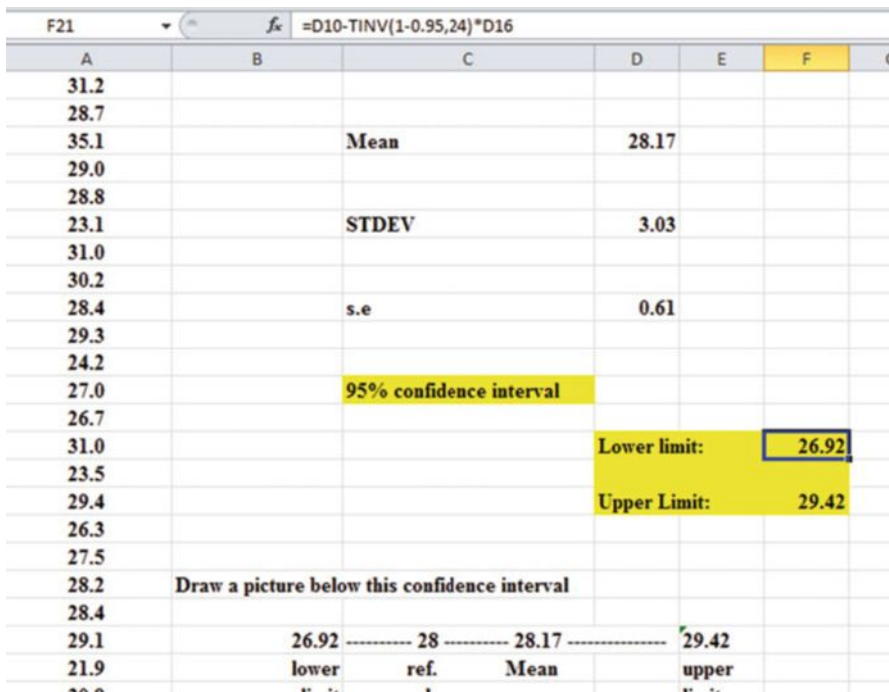 F21 fx =D10-TINV(1-0.95,24)*D16
A B C D E F
31.2
28.7
35.1 Mean 28.17
29.0
28.8
23.1 STDEV 3.03
31.0
30.2
28.4 s.e 0.61
29.3
24.2
27.0 95% confidence interval
26.7
31.0 Lower limit: 26.92
23.5
29.4 Upper Limit: 29.42
26.3
27.5
28.2 Draw a picture below this confidence interval
28.4
29.1 26.92 ---------- 28 ---------- 28.17 --------------- 29.42
21.9 lower ref. Mean upper